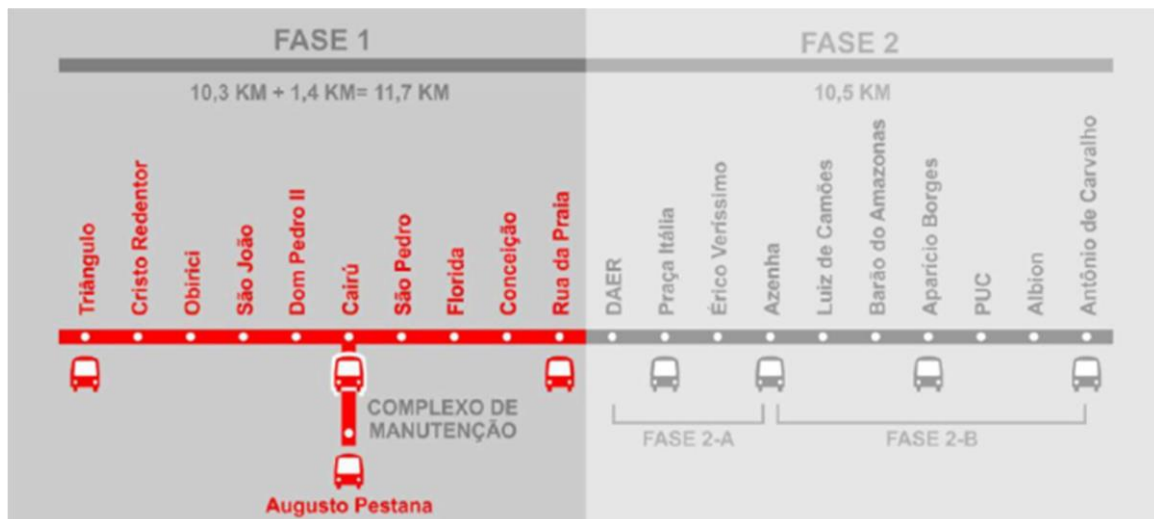 FASE 1
10,3 KM + 1,4 KM= 11,7 KM
FASE 2
10,5 KM
Triângulo
Cristo Redentor
Obirici
São João
Dom Pedro II
Cairú
São Pedro
Florida
Conceição
Rua da Praia
DAER
Praça Itália
Érico Veríssimo
Azenha
Luiz de Camões
Barão do Amazonas
Aparício Borges
PUC
Albion
Antônio de Carvalho
COMPLEXO DE
MANUTENÇÃO
Augusto Pestana
FASE 2-A
FASE 2-B